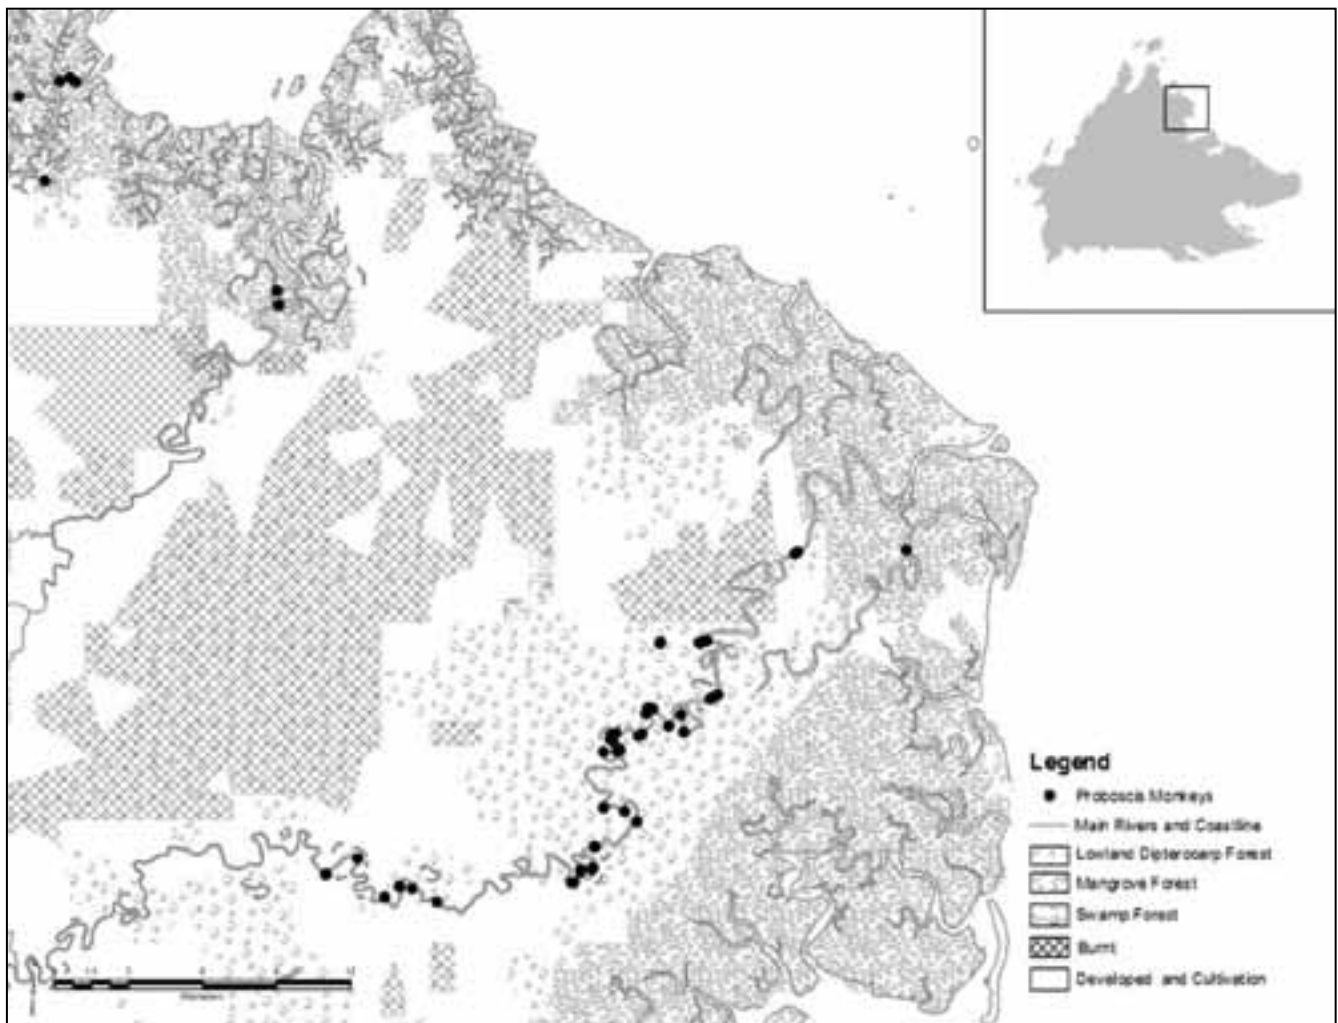 Legend
Proboscis Monkeys
Main Rivers and Coastline
Lowland Dipterocarp Forest
Mangrove Forest
Swamp Forest
Burnt
Developed and Cultivation